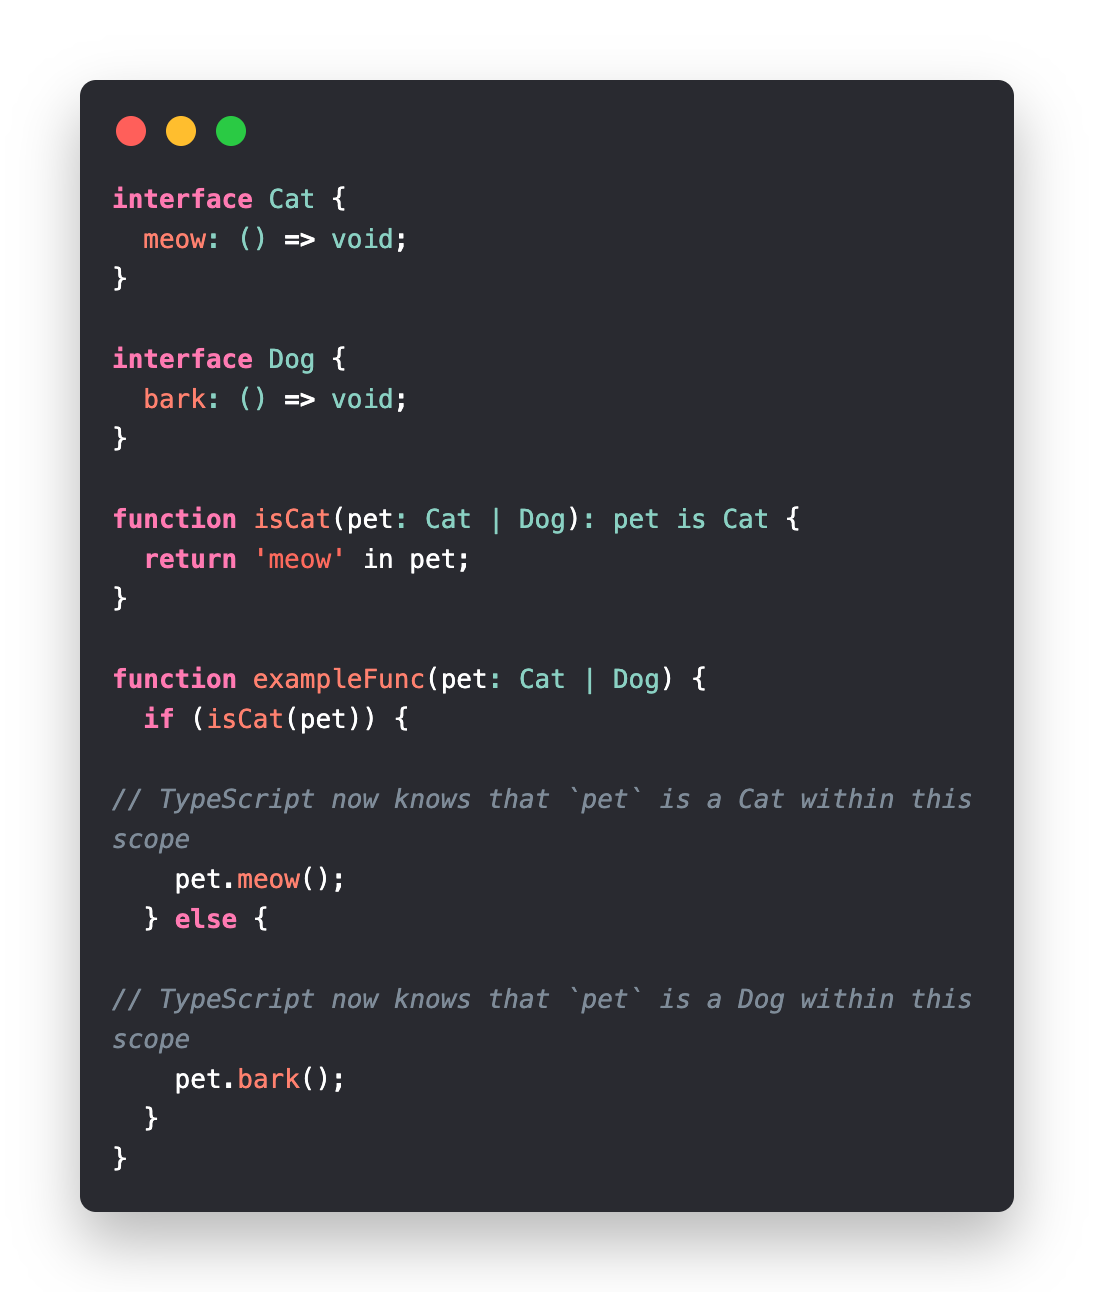 interface Cat {
  meow: () => void;
}

interface Dog {
  bark: () => void;
}

function isCat(pet: Cat | Dog): pet is Cat {
  return 'meow' in pet;
}

function exampleFunc(pet: Cat | Dog) {
  if (isCat(pet)) {

// TypeScript now knows that `pet` is a Cat within this
scope
    pet.meow();
  } else {

// TypeScript now knows that `pet` is a Dog within this
scope
    pet.bark();
  }
}